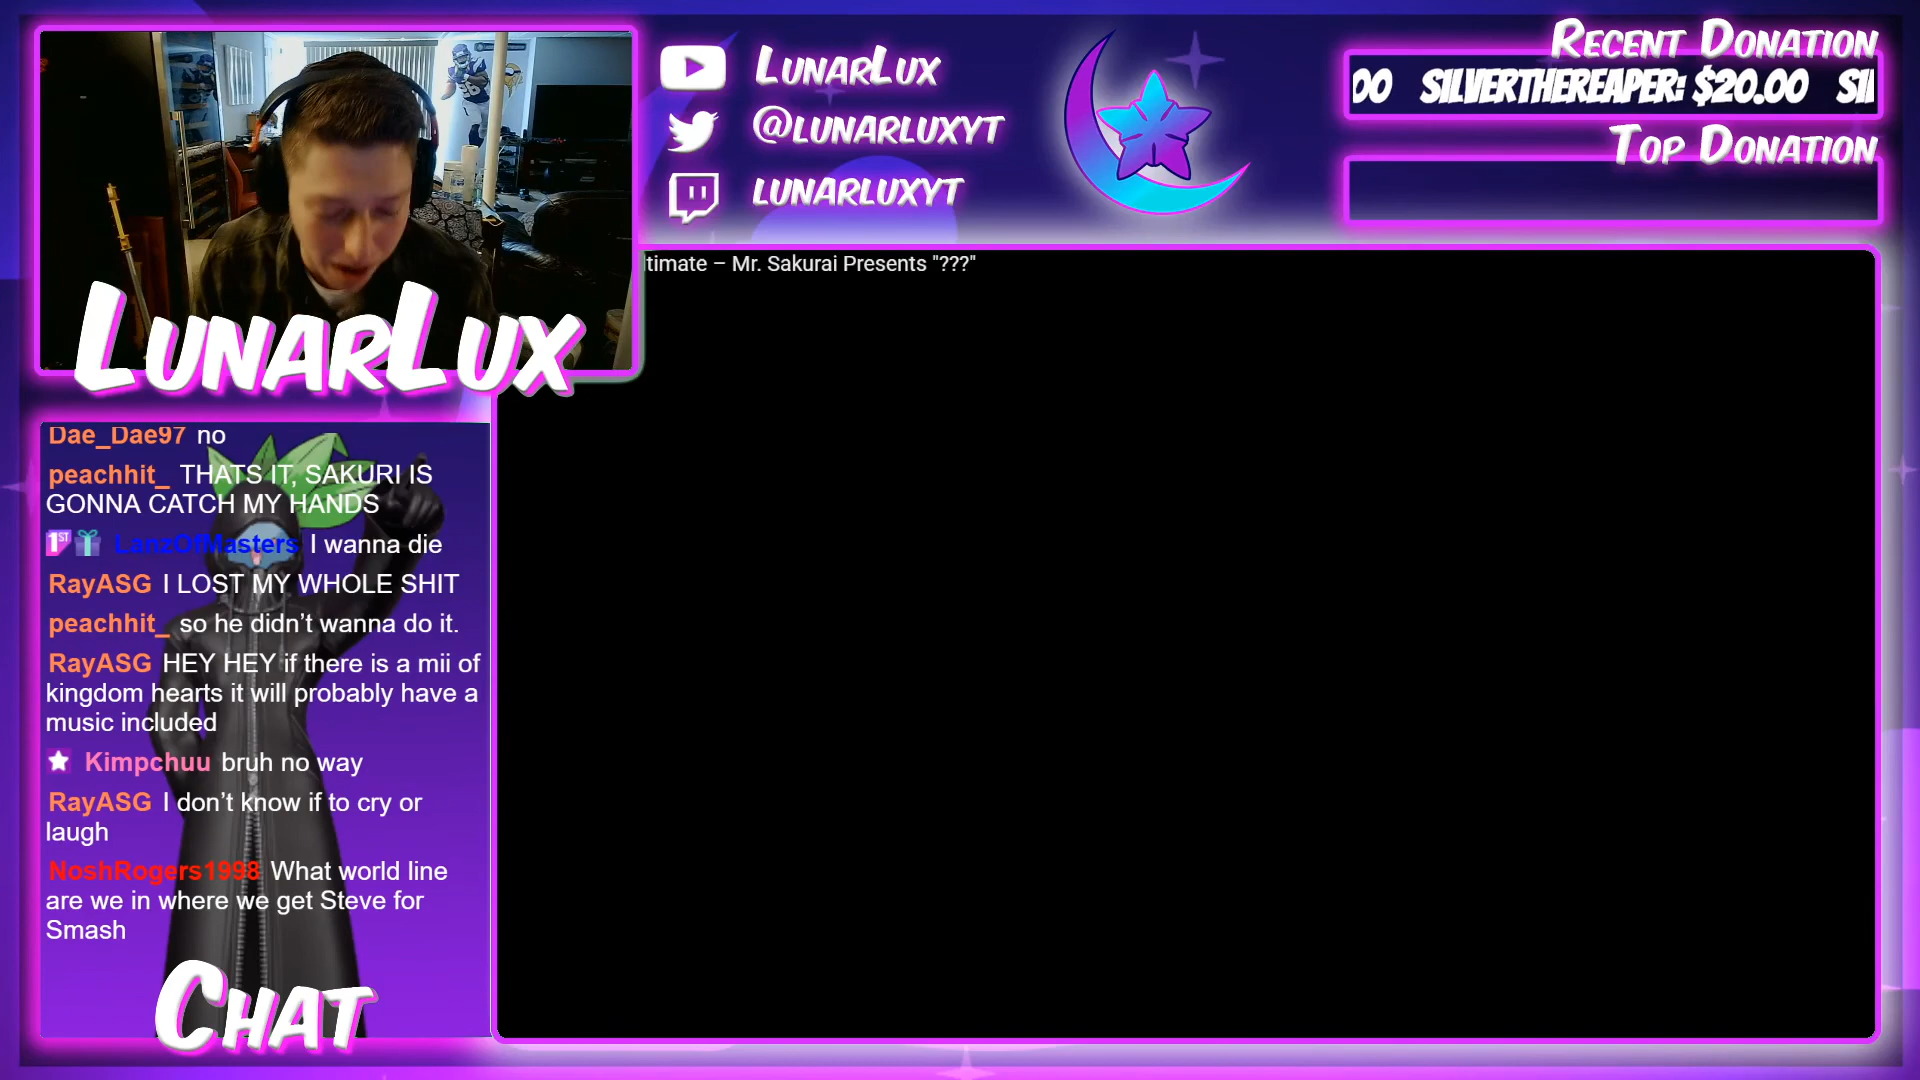 LunarLux
@lunarluxyt
lunarluxyt
Recent Donation
00 SILVERTHEREAPER: $20.00 SIL
Top Donation
timate – Mr. Sakurai Presents "???"
LunarLux
Dae_Dae97 no
peachhit_ THATS IT, SAKURI IS
GONNA CATCH MY HANDS
1ST LanzOfMasters I wanna die
RayASG I LOST MY WHOLE SHIT
peachhit_ so he didn't wanna do it.
RayASG HEY HEY if there is a mii of
kingdom hearts it will probably have a
music included
Kimpchuu bruh no way
RayASG I don't know if to cry or
laugh
NoshRogers1998 What world line
are we in where we get Steve for
Smash
Chat